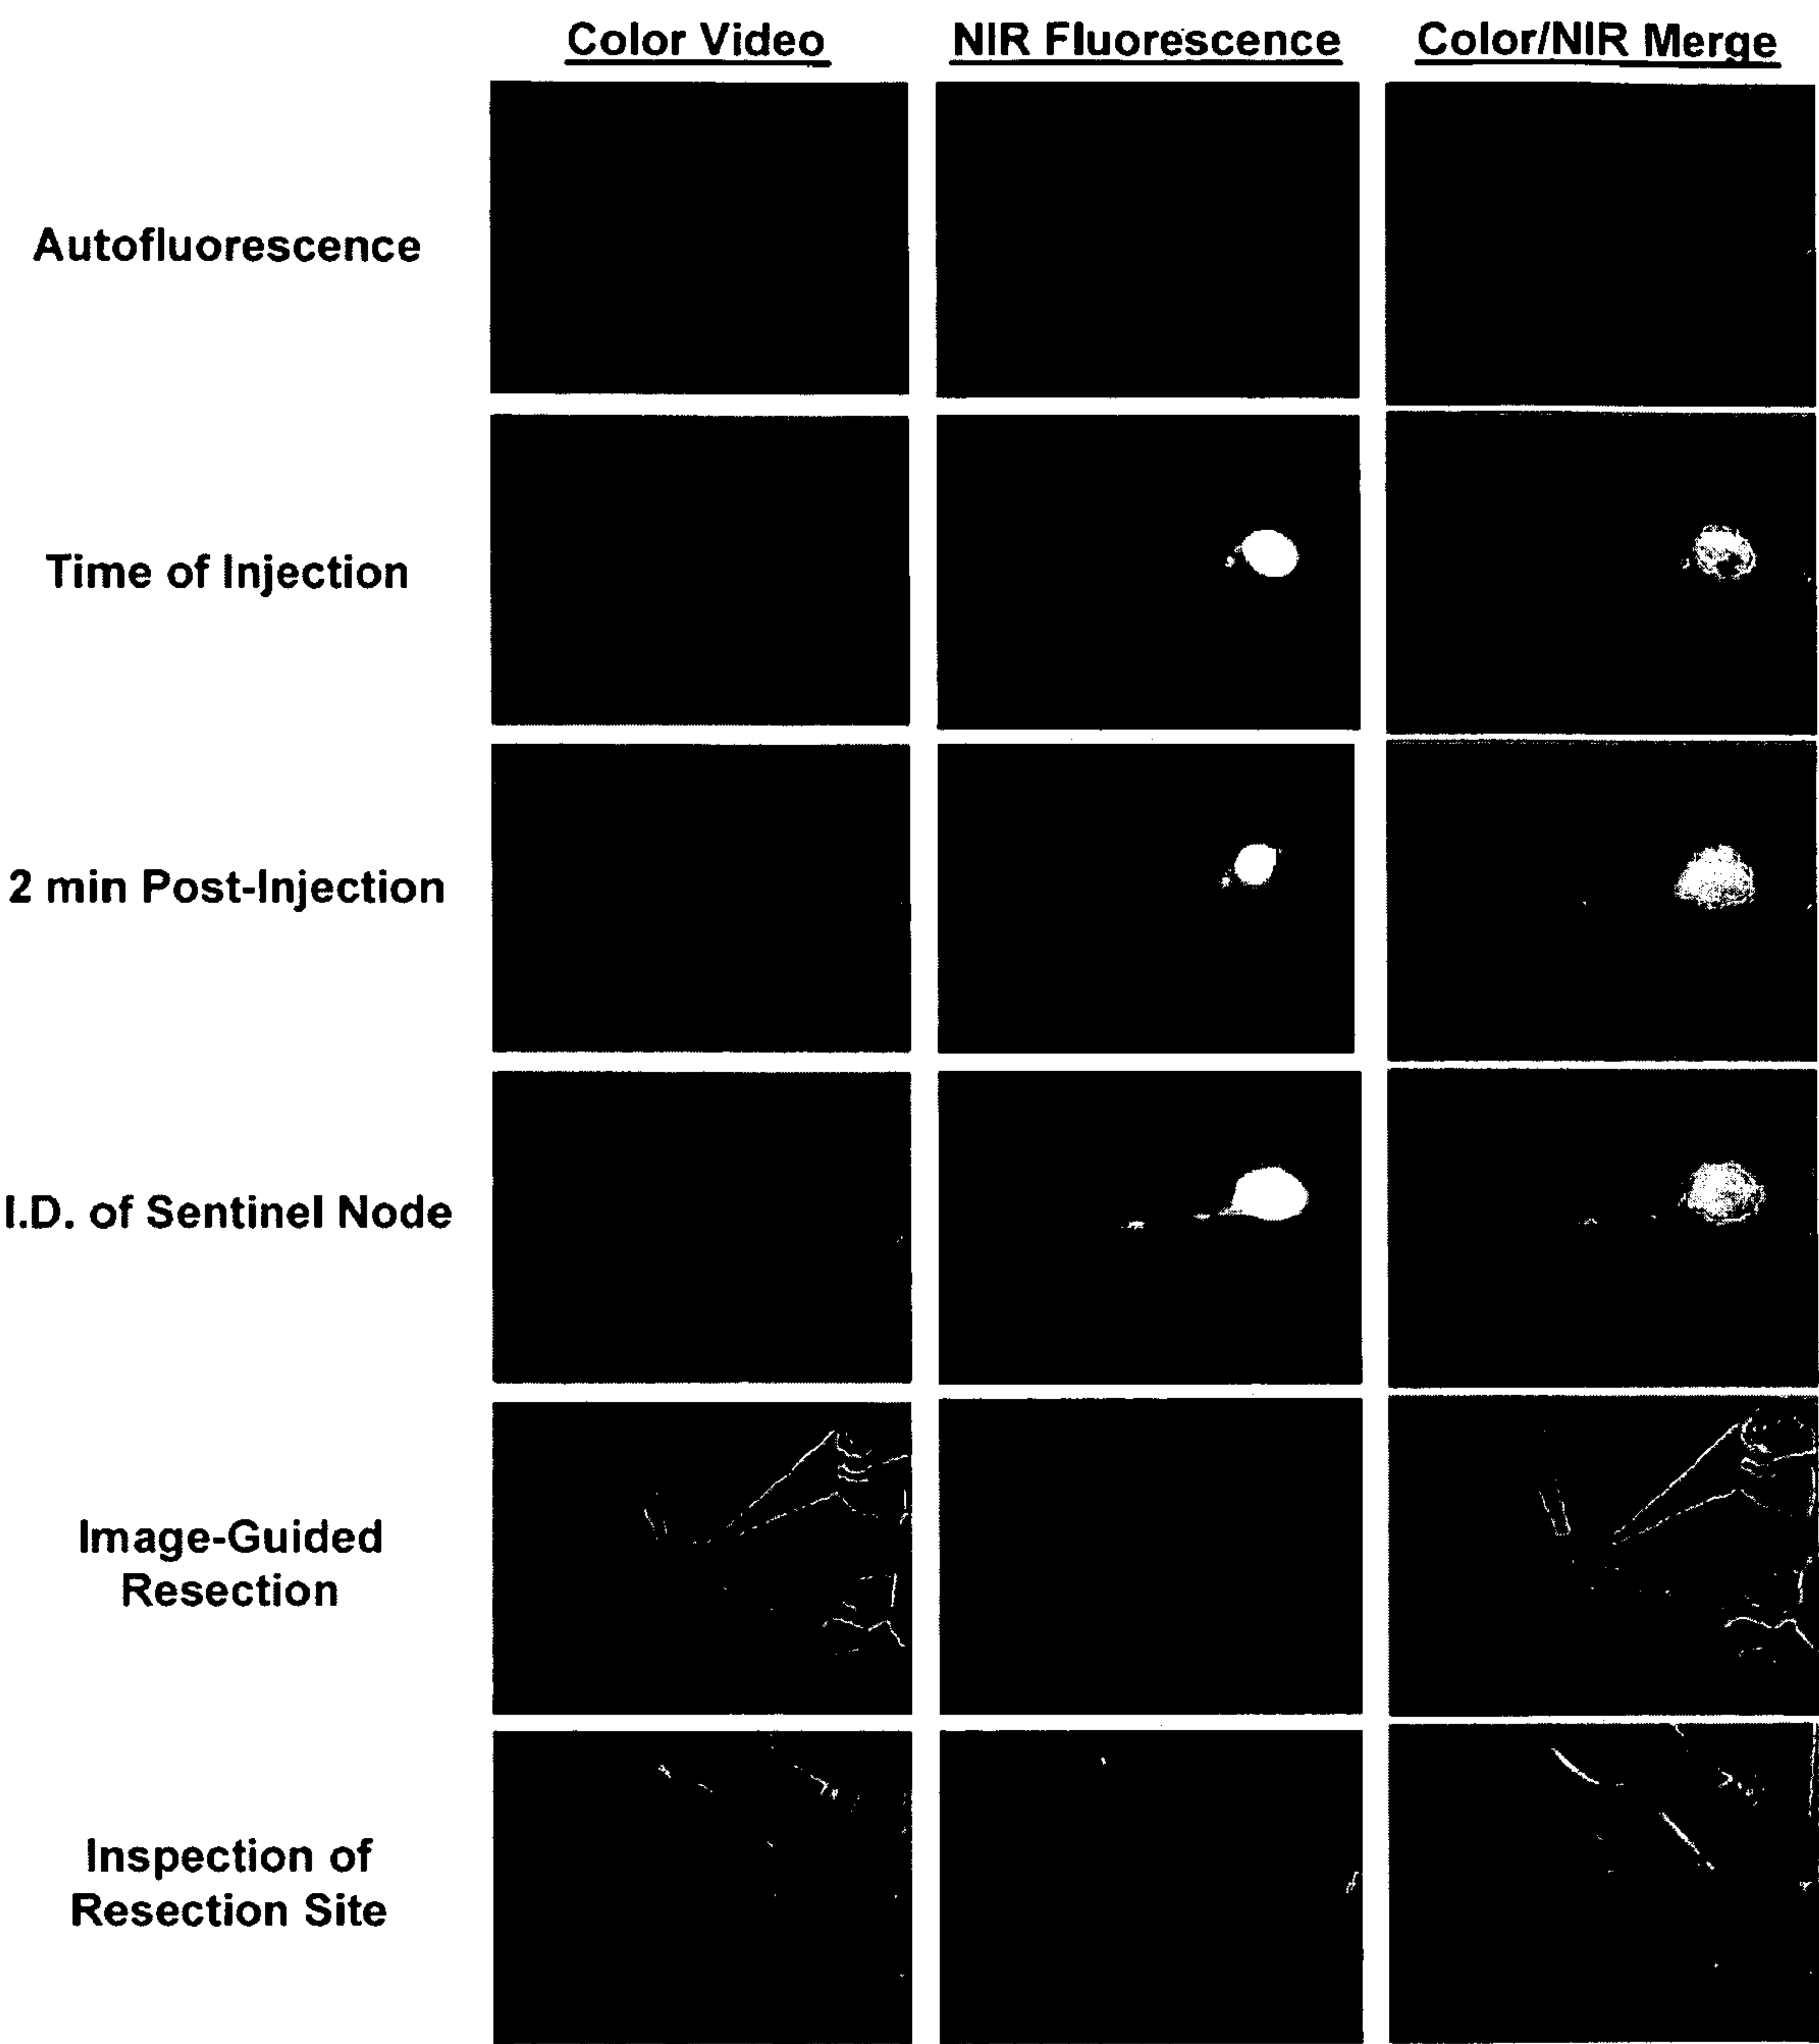 Color Video NIR Fluorescence Color/NIR Merge
Autofluorescence
Time of Injection
2 min Post-Injection
I.D. of Sentinel Node
Image-Guided
Resection
Inspection of
Resection Site